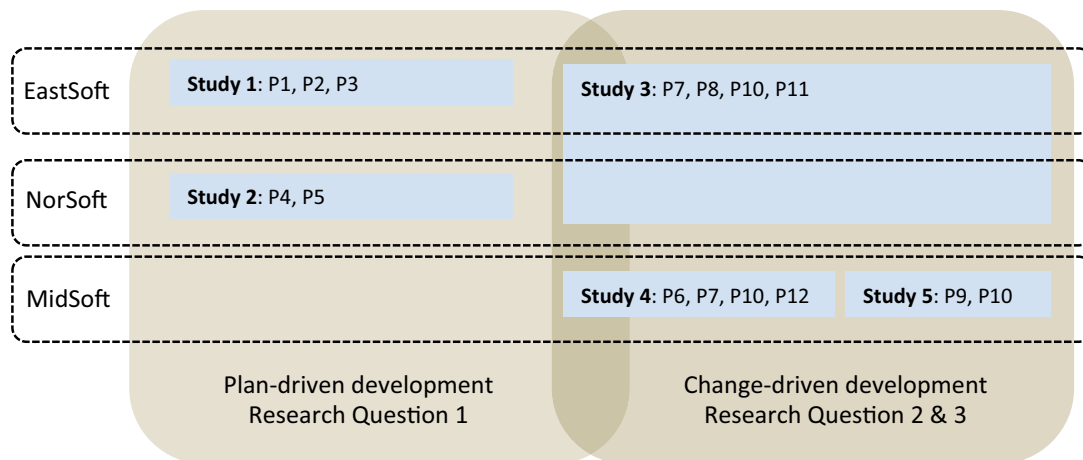 EastSoft
Study 1: P1, P2, P3
Study 3: P7, P8, P10, P11
NorSoft
Study 2: P4, P5
MidSoft
Study 4: P6, P7, P10, P12
Study 5: P9, P10
Plan-driven development
Research Question 1
Change-driven development
Research Question 2 & 3